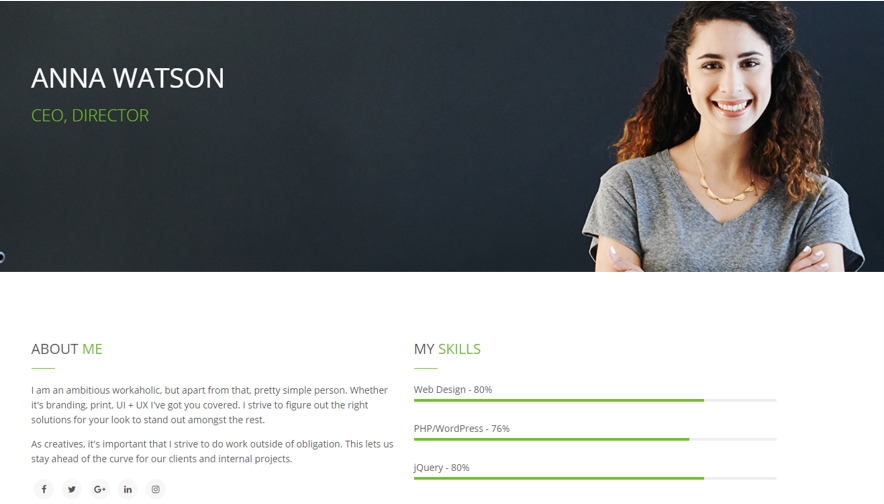 ANNA WATSON
CEO, DIRECTOR
ABOUT ME
I am an ambitious workaholic, but apart from that, pretty simple person. Whether
it's branding, print, UI + UX I've got you covered. I strive to figure out the right
solutions for your look to stand out amongst the rest.
As creatives, it's important that I strive to do work outside of obligation. This lets us
stay ahead of the curve for our clients and internal projects.
f
G+
in
MY SKILLS
Web Design - 80%
PHP/WordPress - 76%
jQuery - 80%